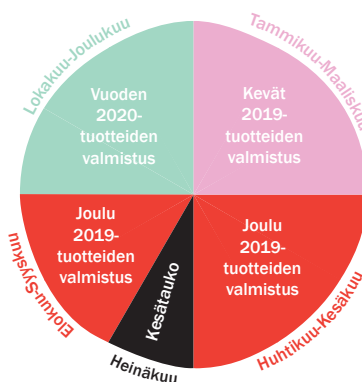 Lokakuu-Joulukuu
Tammikuu-Maaliskuu
Vuoden
2020-
tuotteiden
valmistus
Kevät
2019-
tuotteiden
valmistus
Joulu
2019-
tuotteiden
valmistus
Joulu
2019-
tuotteiden
valmistus
Kesätauko
Elokuu-Syyskuu
Heinäkuu
Huhtikuu-Kesäkuu